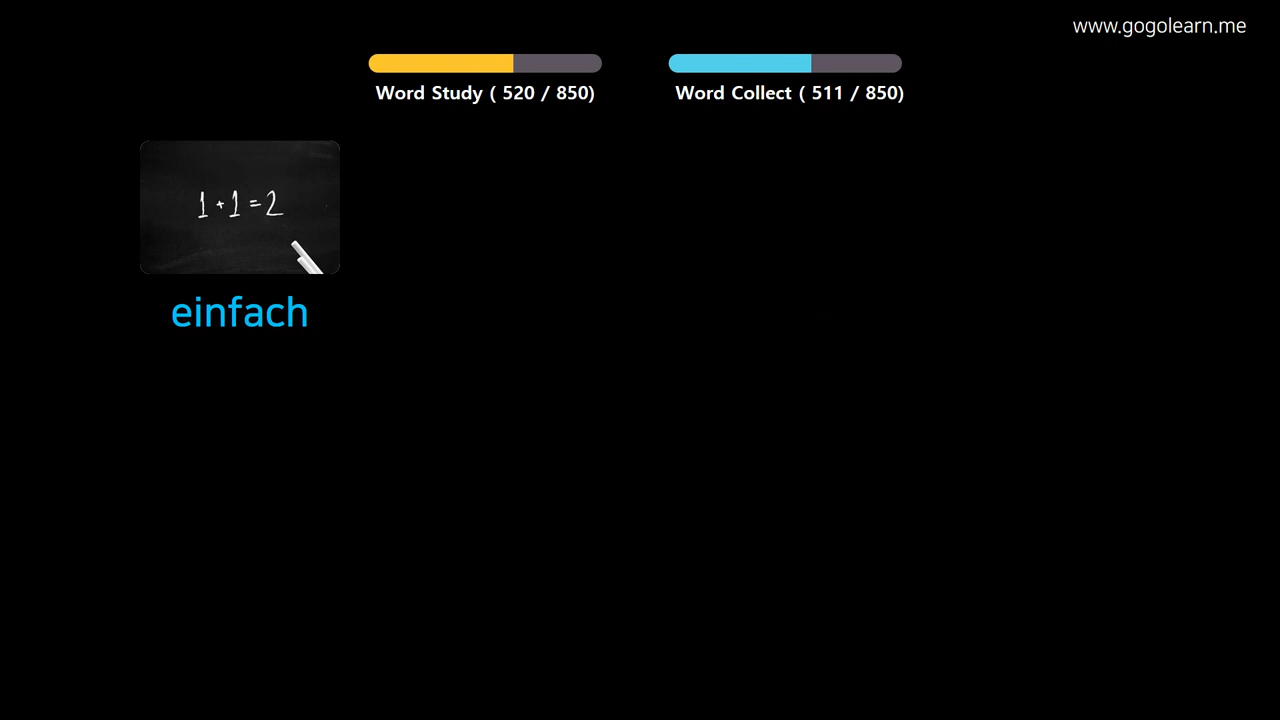 www.gogolearn.me
Word Study ( 520 / 850)
Word Collect ( 511 / 850)
1 + 1 = 2
einfach